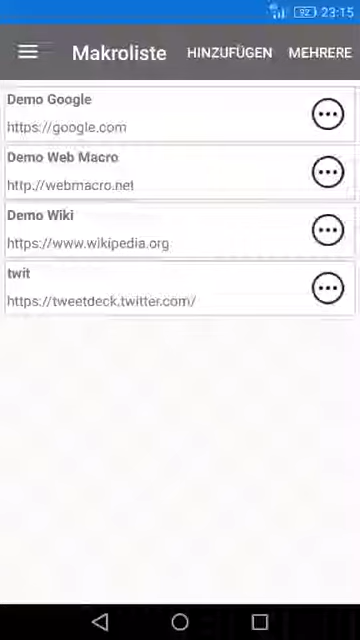 92 23:15
Makroliste HINZUFÜGEN MEHRERE
Demo Google
https://google.com
Demo Web Macro
http://webmacro.net
Demo Wiki
https://www.wikipedia.org
twit
https://tweetdeck.twitter.com/